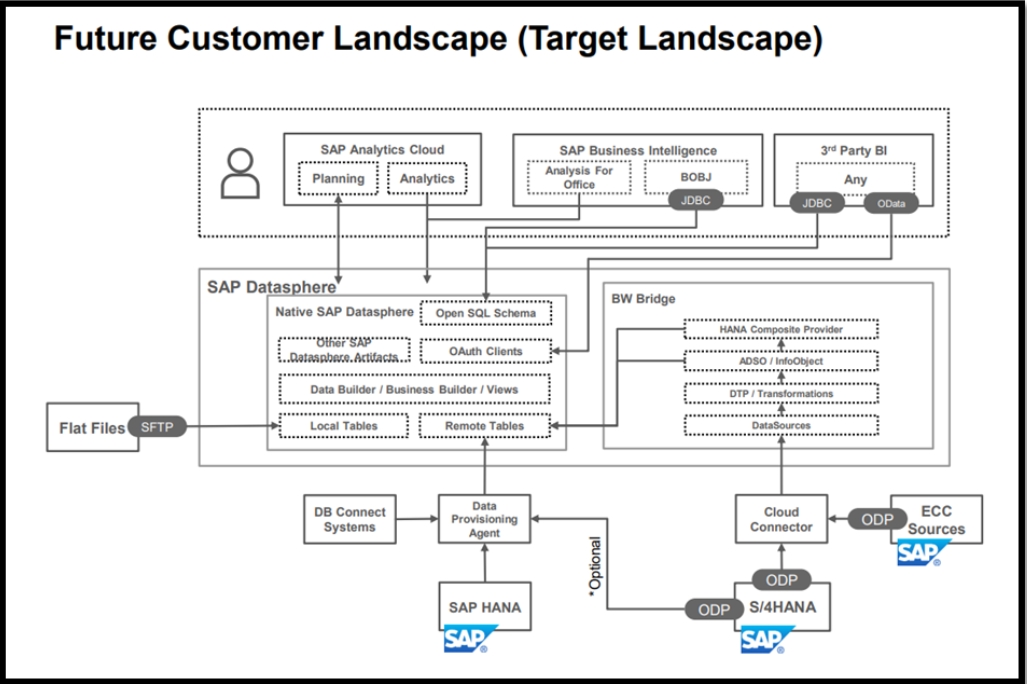 Future Customer Landscape (Target Landscape)
SAP Analytics Cloud
Planning
Analytics
SAP Business Intelligence
Analysis For
Office
BOBJ
JDBC
3rd Party BI
Any
JDBC
OData
SAP Datasphere
Native SAP Datasphere
Open SQL Schema
Other SAP
Datasphere Artifacts
OAuth Clients
Data Builder / Business Builder / Views
Local Tables
Remote Tables
BW Bridge
HANA Composite Provider
ADSO / InfoObject
DTP / Transformations
DataSources
Flat Files
SFTP
DB Connect
Systems
Data
Provisioning
Agent
*Optional
Cloud
Connector
ODP
ECC
Sources
SAP®
ODP
SAP HANA
SAP®
ODP
S/4HANA
SAP®